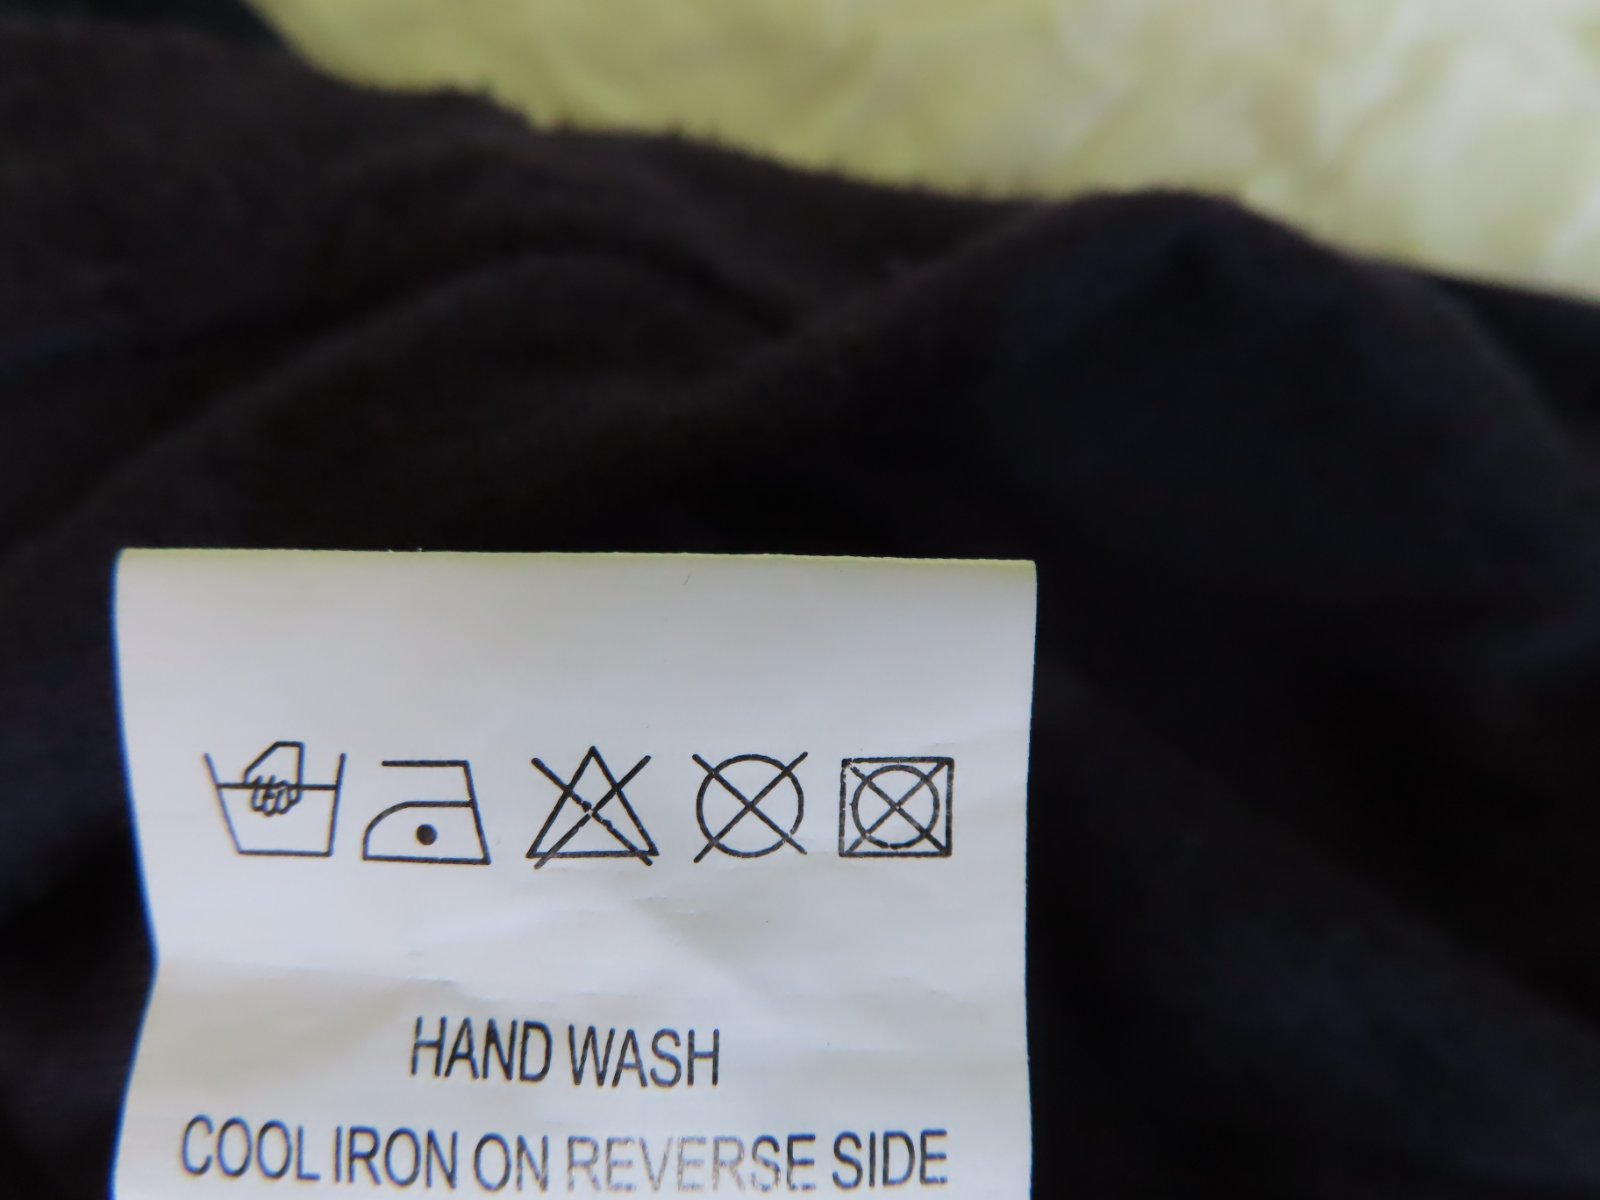 HAND WASH
COOL IRON ON REVERSE SIDE